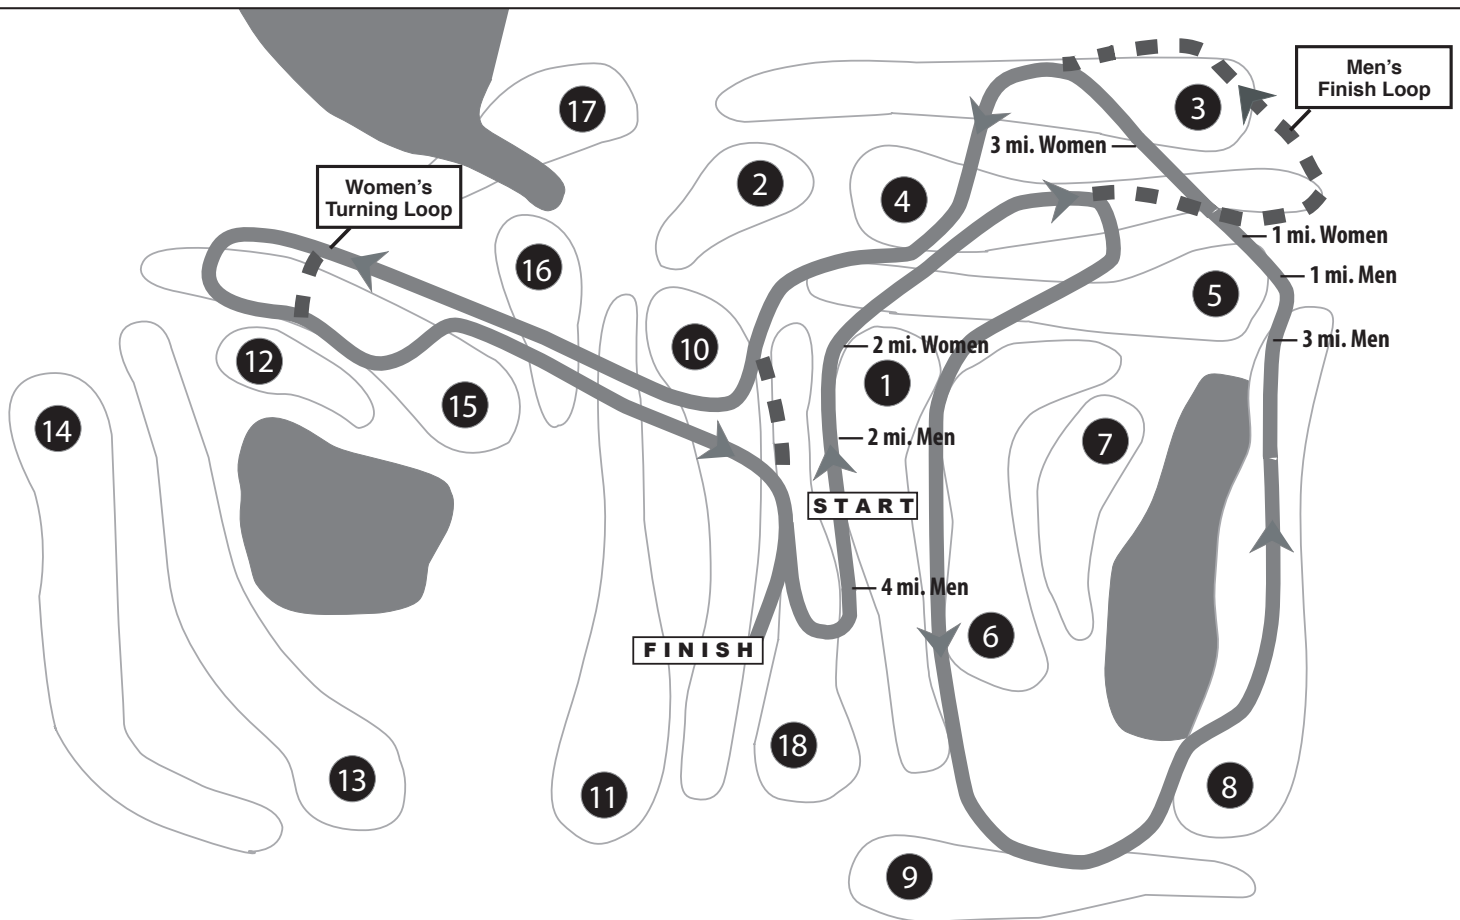 17
3
Men's
Finish Loop
3 mi. Women
2
4
Women's
Turning Loop
1 mi. Women
16
1 mi. Men
5
10
2 mi. Women
3 mi. Men
12
1
15
14
7
2 mi. Men
START
4 mi. Men
6
FINISH
18
13
11
8
9